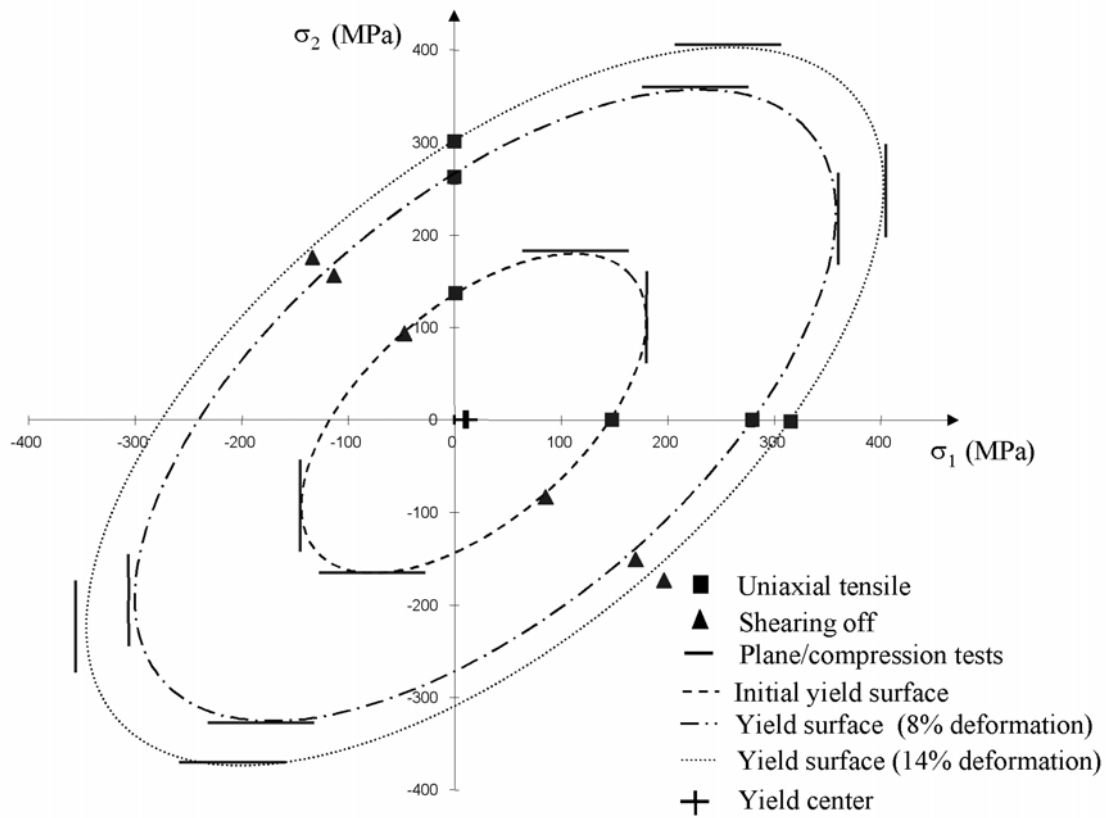 σ2 (MPa)
400
300
200
100
0
-400 -300 -200 -100 0 100 200 300 400
σ1 (MPa)
-100
-200
-300
-400
Uniaxial tensile
Shearing off
Plane/compression tests
Initial yield surface
Yield surface (8% deformation)
Yield surface (14% deformation)
Yield center